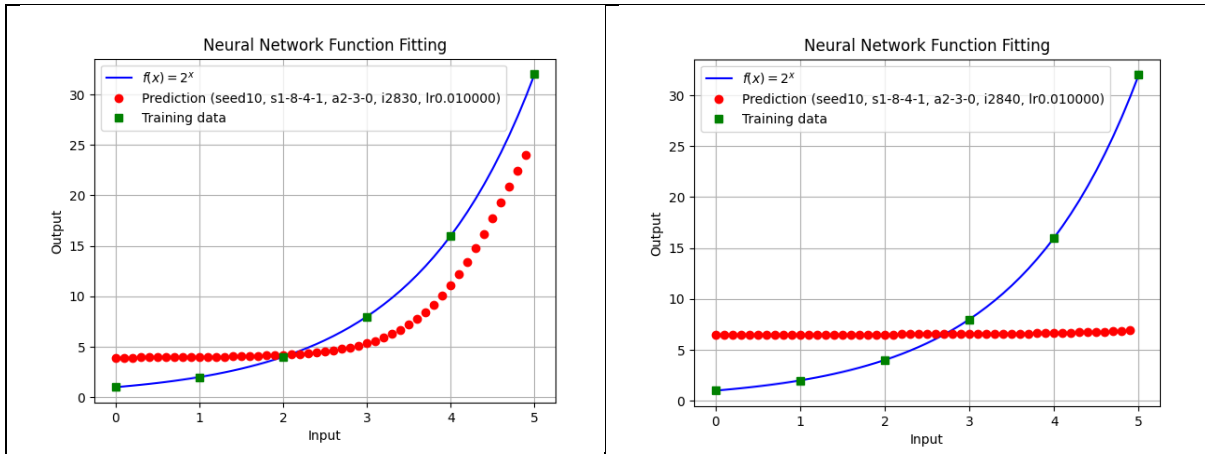 Neural Network Function Fitting
f(x) = 2^x
Prediction (seed10, s1-8-4-1, a2-3-0, i2830, lr0.010000)
Training data
30
25
20
15
10
5
0
Output
0 1 2 3 4 5
Input
Neural Network Function Fitting
f(x) = 2^x
Prediction (seed10, s1-8-4-1, a2-3-0, i2840, lr0.010000)
Training data
30
25
20
15
10
5
0
Output
0 1 2 3 4 5
Input